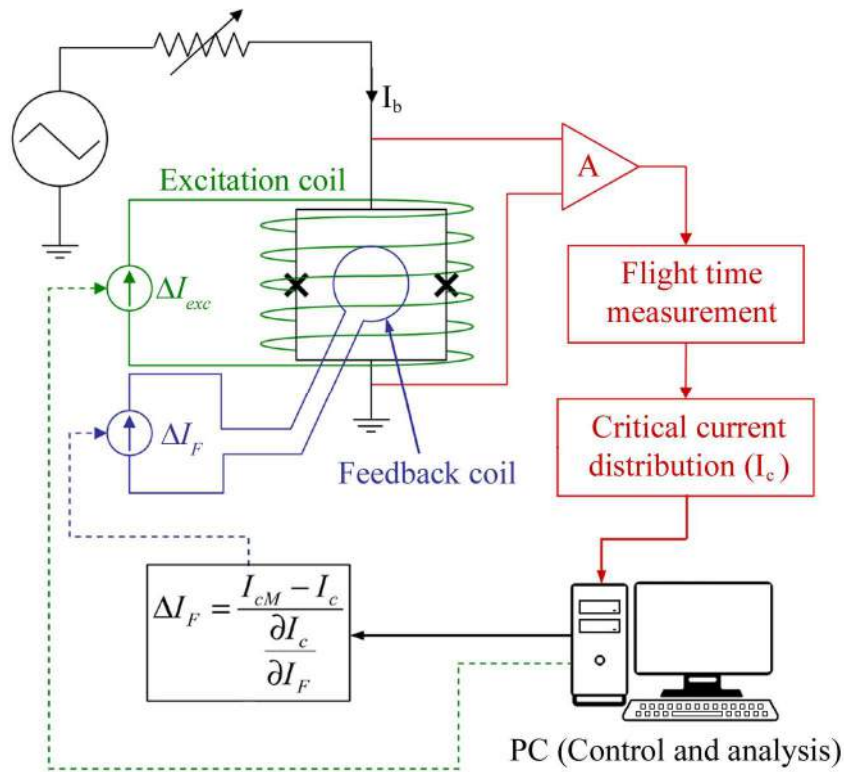 I_b
A
Excitation coil
Flight time
measurement
ΔI_exc
Critical current
distribution (I_c)
ΔI_F
Feedback coil
ΔI_F = (I_cM − I_c) / (∂I_c / ∂I_F)
PC (Control and analysis)